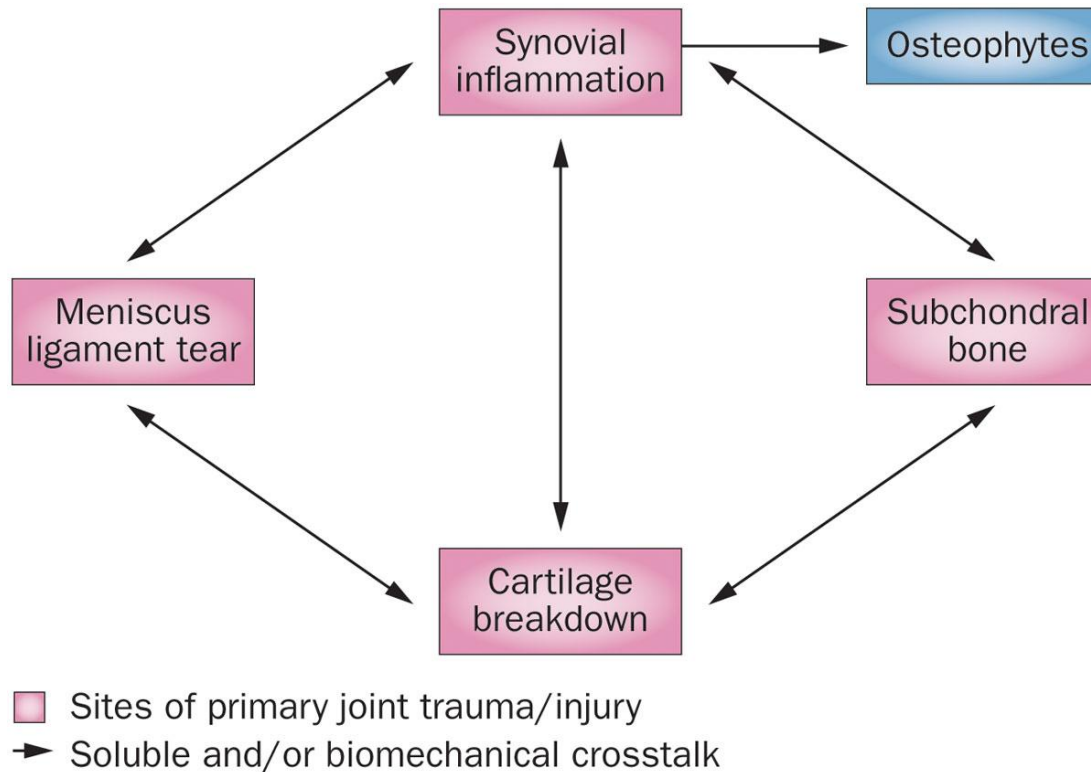 Synovial
inflammation
Osteophytes
Meniscus
ligament tear
Subchondral
bone
Cartilage
breakdown
Sites of primary joint trauma/injury
Soluble and/or biomechanical crosstalk